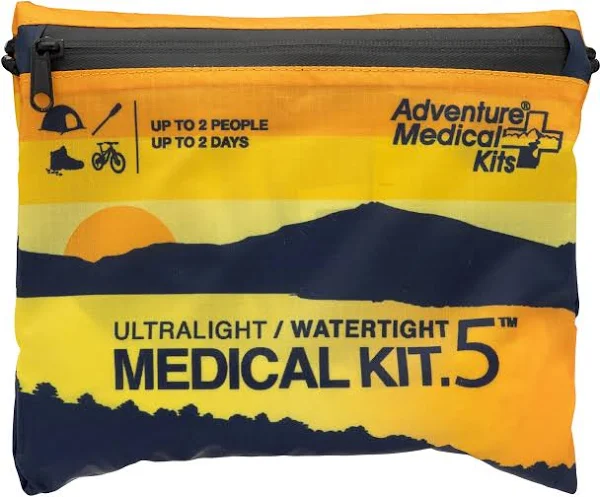 UP TO 2 PEOPLE
UP TO 2 DAYS
Adventure®
Medical
Kits
ULTRALIGHT / WATERTIGHT
MEDICAL KIT.5™